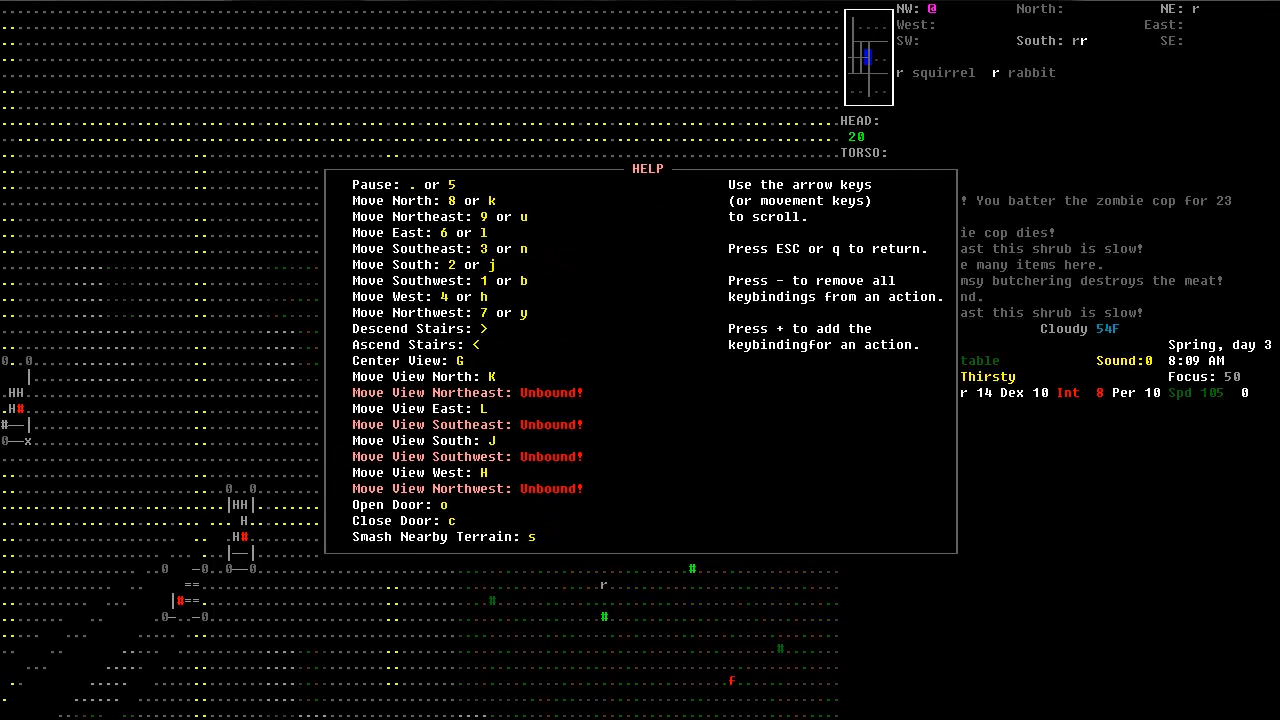 NW: @ North: NE: r
West: East:
SW: South: rr SE:
r squirrel r rabbit
HEAD:
20
TORSO:
HELP
Pause: . or 5
Move North: 8 or k
Move Northeast: 9 or u
Move East: 6 or l
Move Southeast: 3 or n
Move South: 2 or j
Move Southwest: 1 or b
Move West: 4 or h
Move Northwest: 7 or y
Descend Stairs: >
Ascend Stairs: <
Center View: G
Move View North: K
Move View Northeast: Unbound!
Move View East: L
Move View Southeast: Unbound!
Move View South: J
Move View Southwest: Unbound!
Move View West: H
Move View Northwest: Unbound!
Open Door: o
Close Door: c
Smash Nearby Terrain: s
Use the arrow keys
(or movement keys)
to scroll.
Press ESC or q to return.
Press - to remove all
keybindings from an action.
Press + to add the
keybindingfor an action.
! You batter the zombie cop for 23
ie cop dies!
ast this shrub is slow!
e many items here.
msy butchering destroys the meat!
nd.
ast this shrub is slow!
Cloudy 54F
Spring, day 3
table Sound:0 8:09 AM
Thirsty Focus: 50
r 14 Dex 10 Int 8 Per 10 Spd 105 0